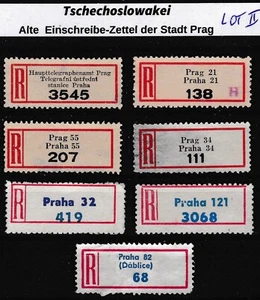 Tschechoslowakei
LOT II
Alte Einschreibe-Zettel der Stadt Prag
R
Haupttelegraphenamt Prag
Telegrafní ústřední
stanice Praha
3545
R
Prag 21
Praha 21
138
R
Prag 55
Praha 55
207
R
Prag 34
Praha 34
111
R
Praha 32
419
R
Praha 121
3068
R
Praha 82
(Ďáblice)
68